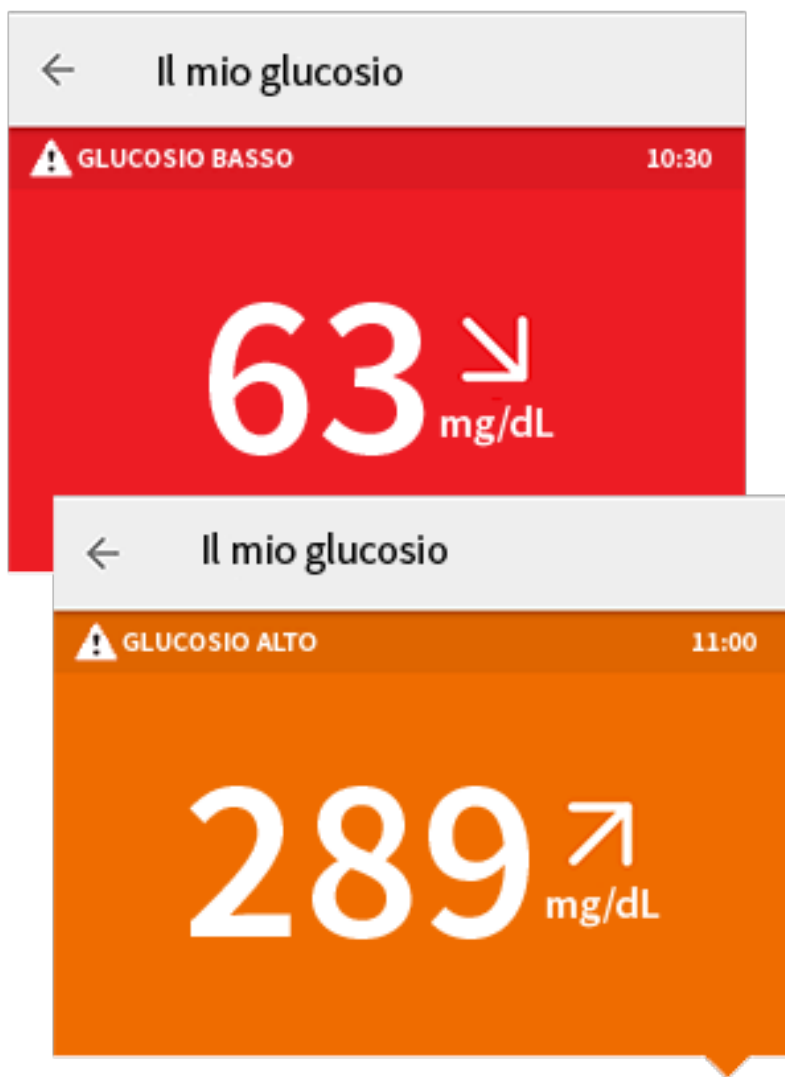 Il mio glucosio
GLUCOSIO BASSO 10:30
63
mg/dL
Il mio glucosio
GLUCOSIO ALTO 11:00
289
mg/dL